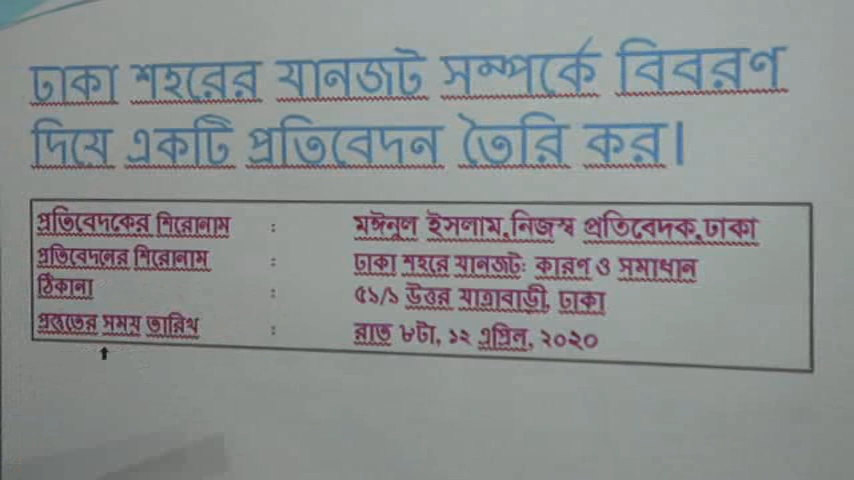 ঢাকা শহরের যানজট সম্পর্কে বিবরণ
দিয়ে একটি প্রতিবেদন তৈরি কর।
প্রতিবেদকের শিরোনাম : মঈনুল ইসলাম,নিজস্ব প্রতিবেদক,ঢাকা
প্রতিবেদনের শিরোনাম : ঢাকা শহরে যানজট: কারণ ও সমাধান
ঠিকানা : ৫১/১ উত্তর যাত্রাবাড়ী, ঢাকা
প্রস্তুতের সময় তারিখ : রাত ৮টা, ১২ এপ্রিল, ২০২০